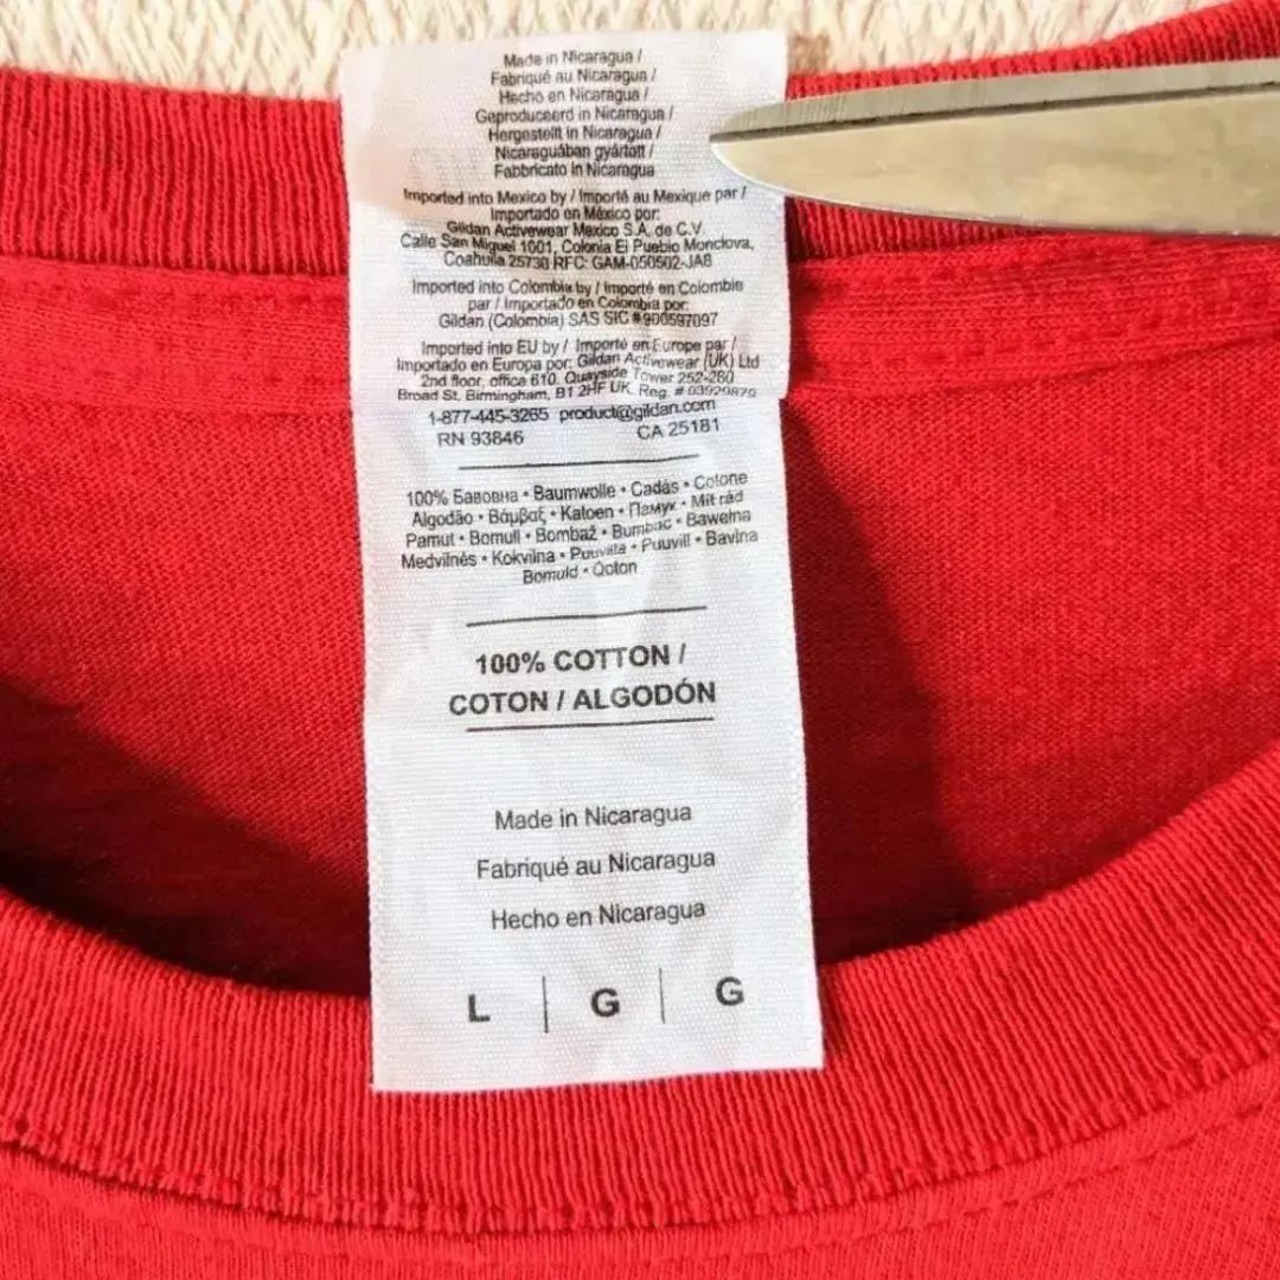 Made in Nicaragua /
Fabriqué au Nicaragua /
Hecho en Nicaragua /
Geproduceerd in Nicaragua /
Hergestellt in Nicaragua /
Nicaraguában gyártott /
Fabbricato in Nicaragua
Imported into Mexico by / Importé au Mexique par /
Importado en México por:
Gildan Activewear Mexico S.A. de C.V.
Calle San Miguel 1001, Colonia El Pueblo Monclova,
Coahuila 25730 RFC: GAM-050502-JA8
Imported into Colombia by / Importé en Colombie
par / Importado en Colombia por:
Gildan (Colombia) SAS SIC #900597097
Imported into EU by / Importé en Europe par /
Importado en Europa por: Gildan Activewear (UK) Ltd
2nd floor, office 610, Quayside Tower 252-260
Broad St, Birmingham, B1 2HF UK, Reg. # 03929879
1-877-445-3265 product@gildan.com
RN 93846 CA 25181
100% Бавовна • Baumwolle • Cadás • Cotone
Algodão • Βάμβαξ • Katoen • Памук • Mit rád
Pamut • Bomull • Bombaž • Bumbac • Bawełna
Medvilnės • Kokvilna • Puuvilla • Puuvill • Bavlna
Bomuld • Qoton
100% COTTON /
COTON / ALGODÓN
Made in Nicaragua
Fabriqué au Nicaragua
Hecho en Nicaragua
L | G | G